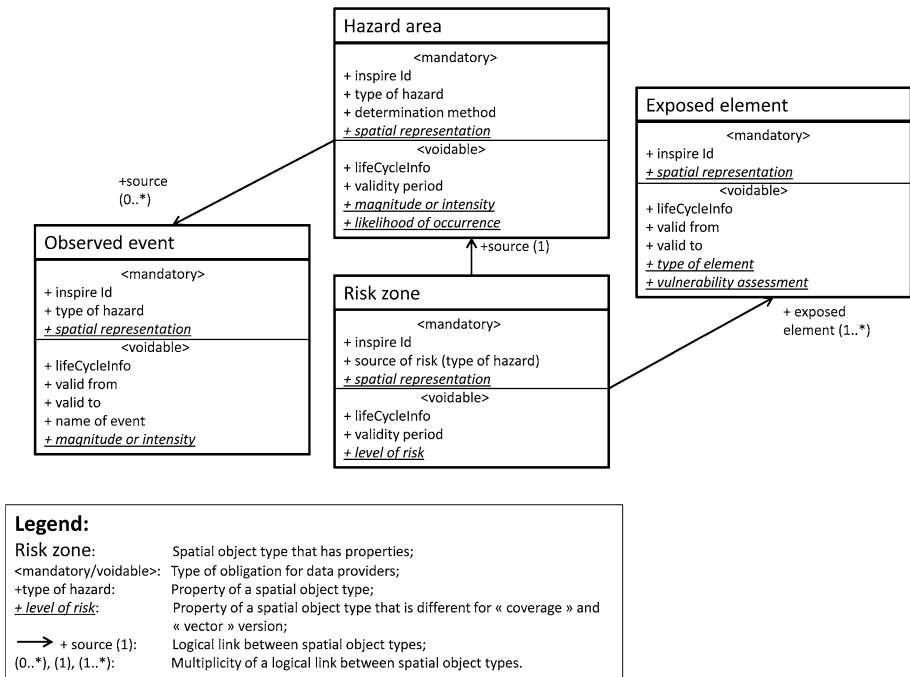 Hazard area
<mandatory>
+ inspire Id
+ type of hazard
+ determination method
+ spatial representation
<voidable>
+ lifeCycleInfo
+ validity period
+ magnitude or intensity
+ likelihood of occurrence
Exposed element
<mandatory>
+ inspire Id
+ spatial representation
<voidable>
+ lifeCycleInfo
+ valid from
+ valid to
+ type of element
+ vulnerability assessment
+source
(0..*)
Observed event
<mandatory>
+ inspire Id
+ type of hazard
+ spatial representation
<voidable>
+ lifeCycleInfo
+ valid from
+ valid to
+ name of event
+ magnitude or intensity
+source (1)
Risk zone
<mandatory>
+ inspire Id
+ source of risk (type of hazard)
+ spatial representation
<voidable>
+ lifeCycleInfo
+ validity period
+ level of risk
+ exposed
element (1..*)
Legend:
Risk zone: Spatial object type that has properties;
<mandatory/voidable>: Type of obligation for data providers;
+type of hazard: Property of a spatial object type;
+ level of risk: Property of a spatial object type that is different for « coverage » and
« vector » version;
+ source (1): Logical link between spatial object types;
(0..*), (1), (1..*): Multiplicity of a logical link between spatial object types.